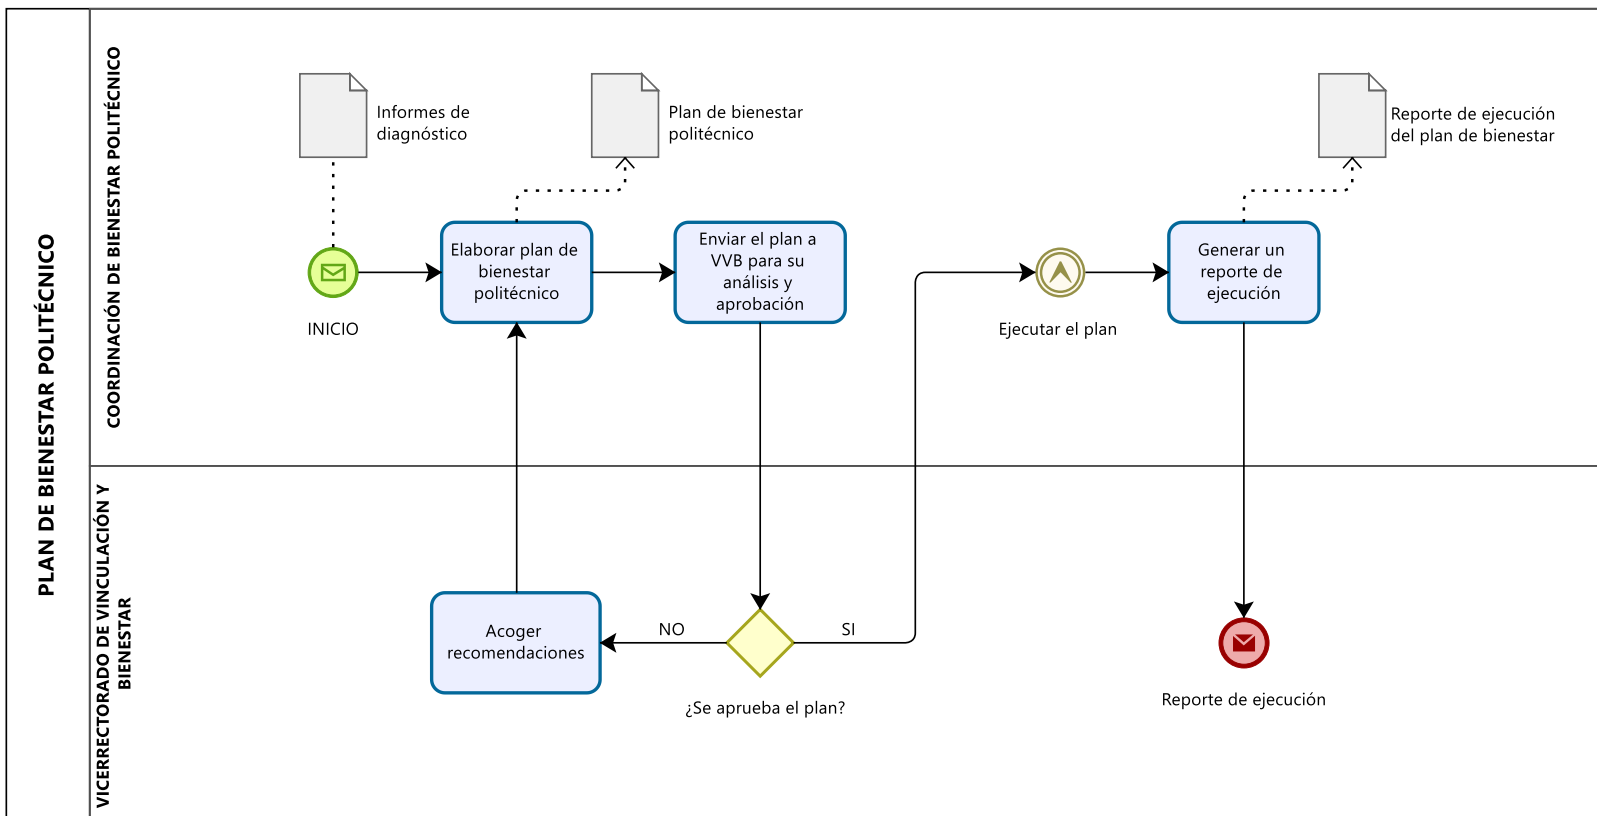 PLAN DE BIENESTAR POLITÉCNICO
COORDINACIÓN DE BIENESTAR POLITÉCNICO
Informes de
diagnóstico
Plan de bienestar
politécnico
Reporte de ejecución
del plan de bienestar
INICIO
Elaborar plan de
bienestar
politécnico
Enviar el plan a
VVB para su
análisis y
aprobación
Ejecutar el plan
Generar un
reporte de
ejecución
VICERRECTORADO DE VINCULACIÓN Y
BIENESTAR
Acoger
recomendaciones
NO
SI
¿Se aprueba el plan?
Reporte de ejecución